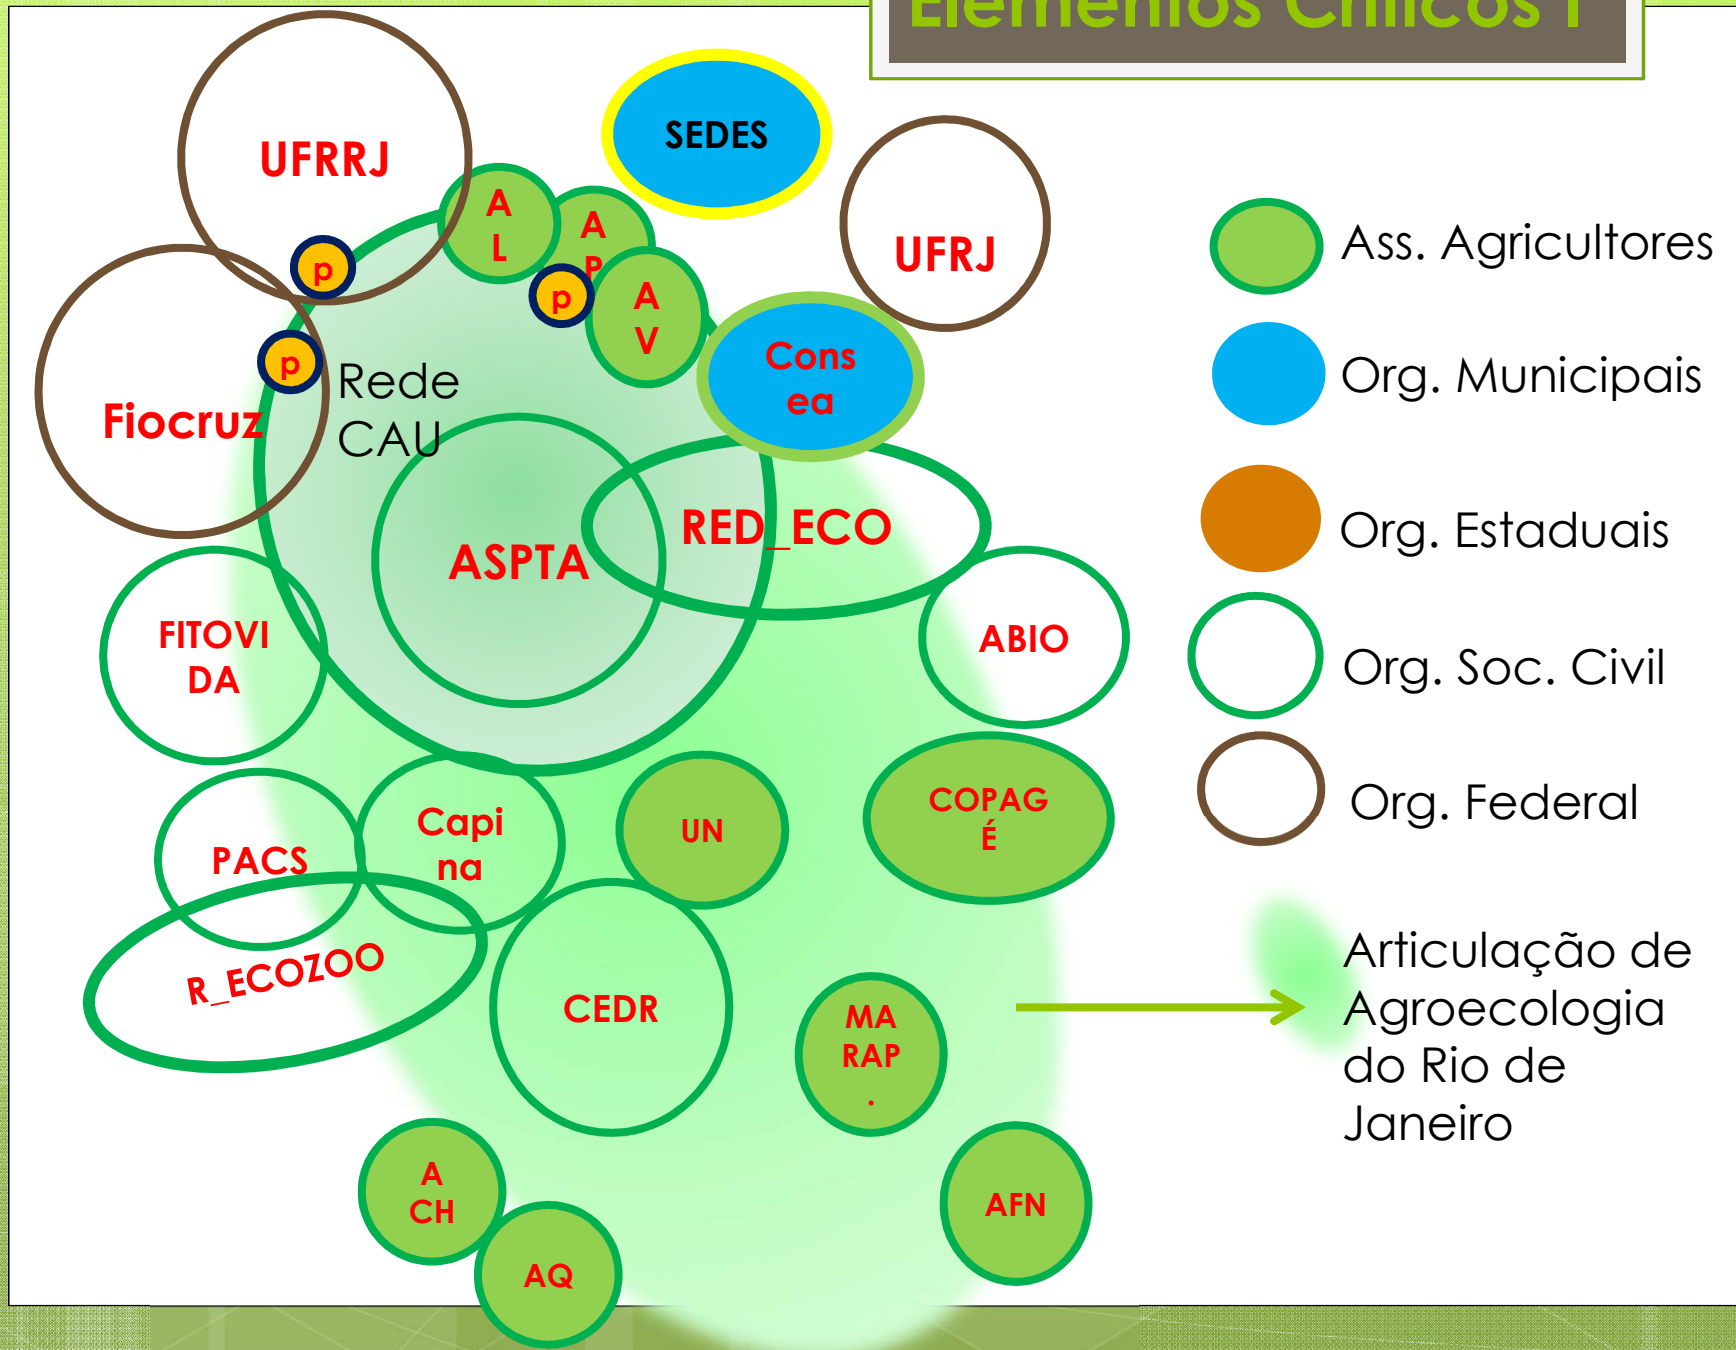 Elementos Críticos I
UFRRJ
SEDES
A
L
A
P
UFRJ
p
p
A
V
p
Cons
ea
Rede
CAU
Fiocruz
RED_ECO
ASPTA
FITOVI
DA
ABIO
Capi
na
PACS
UN
COPAG
É
R_ECOZOO
CEDR
MA
RAP
.
A
CH
AQ
AFN
Ass. Agricultores
Org. Municipais
Org. Estaduais
Org. Soc. Civil
Org. Federal
Articulação de
Agroecologia
do Rio de
Janeiro